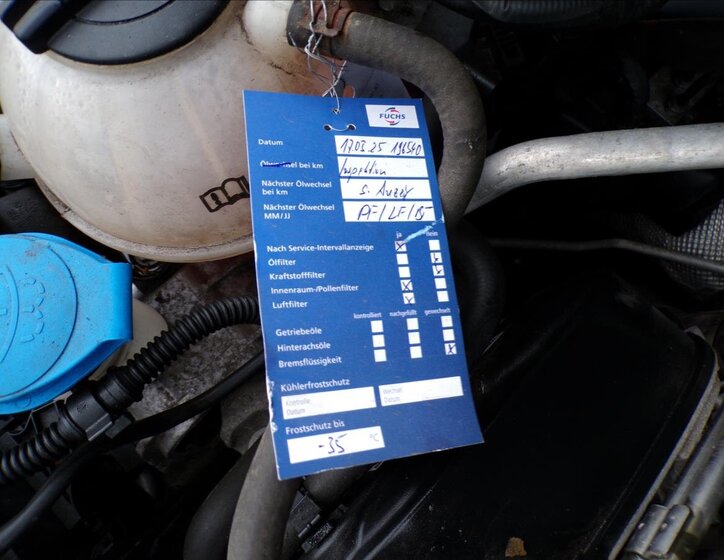 FUCHS
Datum 17.03.25 196540
Ölwechsel bei km Inspektion
Nächster Ölwechsel bei km s. Anzeige
Nächster Ölwechsel MM/JJ PF/LF/B
ja nein
Nach Service-Intervallanzeige
Ölfilter
Kraftstofffilter
Innenraum-/Pollenfilter
Luftfilter
kontrolliert nachgefüllt gewechselt
Getriebeöle
Hinterachsöle
Bremsflüssigkeit
Kühlerfrostschutz
Kontrolle Datum Wechsel Datum
Frostschutz bis
-35 °C